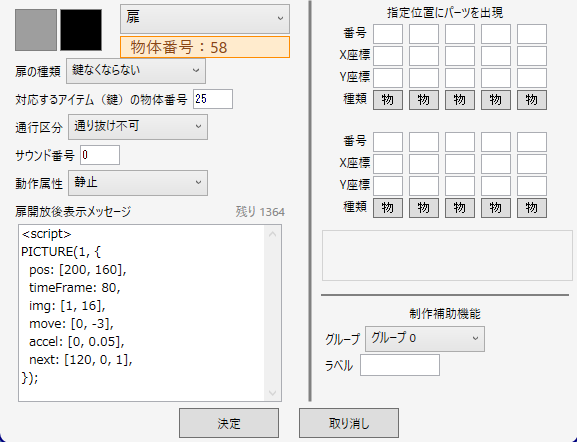 扉
物体番号：58
扉の種類 鍵なくならない
対応するアイテム（鍵）の物体番号 25
通行区分 通り抜け不可
サウンド番号 0
動作属性 静止
扉開放後表示メッセージ 残り 1364
<script>
PICTURE(1, {
pos: [200, 160],
timeFrame: 80,
img: [1, 16],
move: [0, -3],
accel: [0, 0.05],
next: [120, 0, 1],
});
指定位置にパーツを出現
番号
X座標
Y座標
種類 物 物 物 物 物
番号
X座標
Y座標
種類 物 物 物 物 物
制作補助機能
グループ グループ 0
ラベル
決定 取り消し